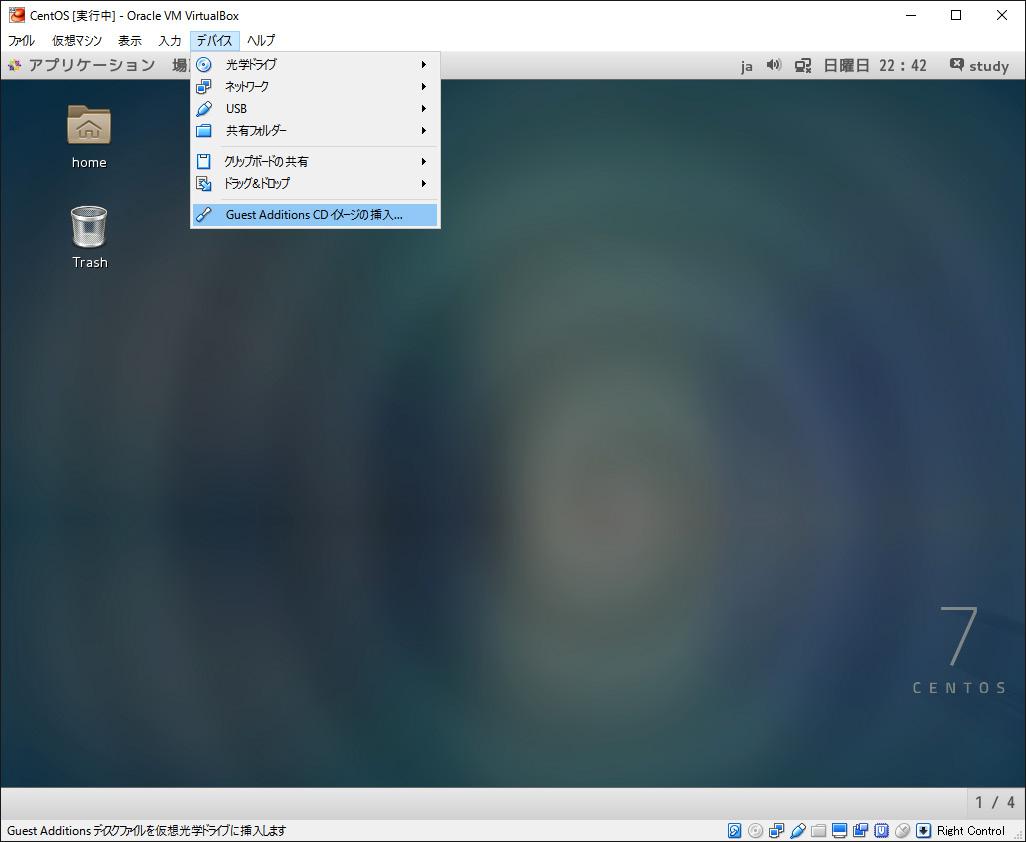 CentOS [実行中] - Oracle VM VirtualBox
ファイル 仮想マシン 表示 入力 デバイス ヘルプ
アプリケーション 場 ja 日曜日 22 : 42 study
光学ドライブ
ネットワーク
USB
共有フォルダー
クリップボードの共有
ドラッグ&ドロップ
Guest Additions CD イメージの挿入...
home
Trash
7
CENTOS
1 / 4
Guest Additions ディスクファイルを仮想光学ドライブに挿入します
Right Control